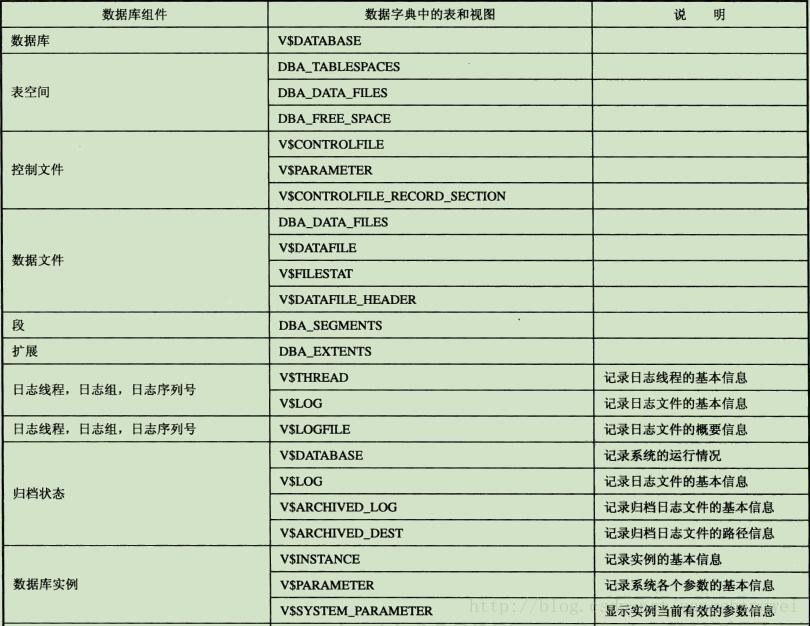 数据库组件 数据字典中的表和视图 说 明
数据库 V$DATABASE
表空间 DBA_TABLESPACES
DBA_DATA_FILES
DBA_FREE_SPACE
控制文件 V$CONTROLFILE
V$PARAMETER
V$CONTROLFILE_RECORD_SECTION
数据文件 DBA_DATA_FILES
V$DATAFILE
V$FILESTAT
V$DATAFILE_HEADER
段 DBA_SEGMENTS
扩展 DBA_EXTENTS
日志线程，日志组，日志序列号 V$THREAD 记录日志线程的基本信息
V$LOG 记录日志文件的基本信息
日志线程，日志组，日志序列号 V$LOGFILE 记录日志文件的概要信息
归档状态 V$DATABASE 记录系统的运行情况
V$LOG 记录日志文件的基本信息
V$ARCHIVED_LOG 记录归档日志文件的基本信息
V$ARCHIVED_DEST 记录归档日志文件的路径信息
数据库实例 V$INSTANCE 记录实例的基本信息
V$PARAMETER 记录系统各个参数的基本信息
V$SYSTEM_PARAMETER 显示实例当前有效的参数信息
http://blog.